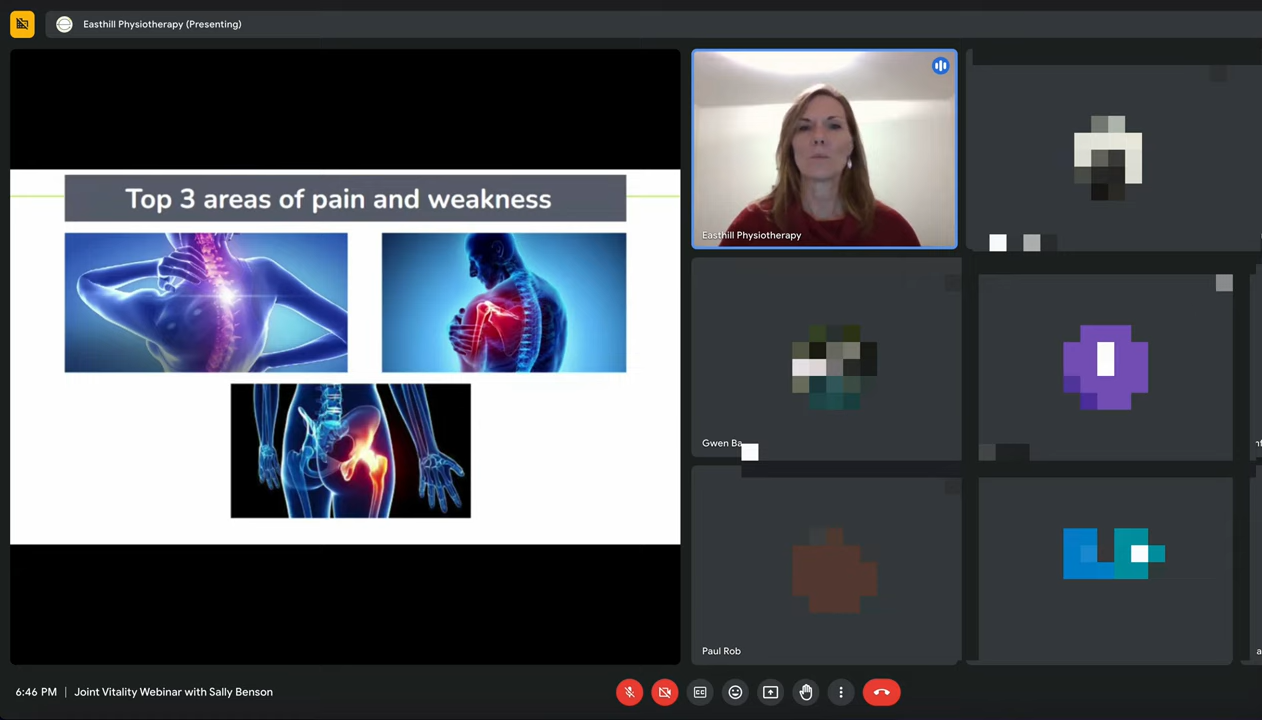 Easthill Physiotherapy (Presenting)
Top 3 areas of pain and weakness
Easthill Physiotherapy
Gwen Ba
Paul Rob
6:46 PM | Joint Vitality Webinar with Sally Benson
CC